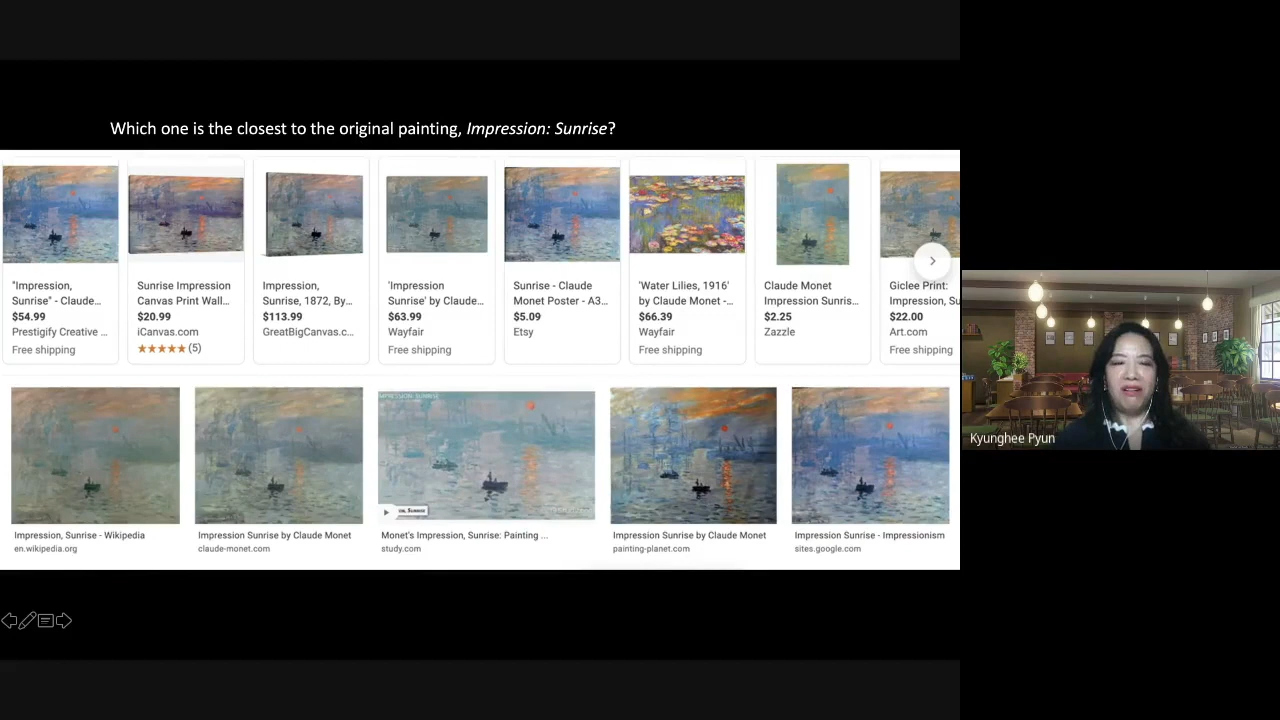 Which one is the closest to the original painting, Impression: Sunrise?
"Impression,
Sunrise" - Claude...
$54.99
Prestigify Creative ...
Free shipping
Sunrise Impression
Canvas Print Wall...
$20.99
iCanvas.com
★★★★★ (5)
Impression,
Sunrise, 1872, By...
$113.99
GreatBigCanvas.c...
'Impression
Sunrise' by Claude...
$63.99
Wayfair
Free shipping
Sunrise - Claude
Monet Poster - A3...
$5.09
Etsy
'Water Lilies, 1916'
by Claude Monet -...
$66.39
Wayfair
Free shipping
Claude Monet
Impression Sunris...
$2.25
Zazzle
Giclee Print:
Impression, Su
$22.00
Art.com
Free shipping
Impression, Sunrise - Wikipedia
en.wikipedia.org
Impression Sunrise by Claude Monet
claude-monet.com
IMPRESSION: SUNRISE
Monet's Impression, Sunrise: Painting ...
study.com
Impression Sunrise by Claude Monet
painting-planet.com
Impression Sunrise - Impressionism
sites.google.com
Kyunghee Pyun